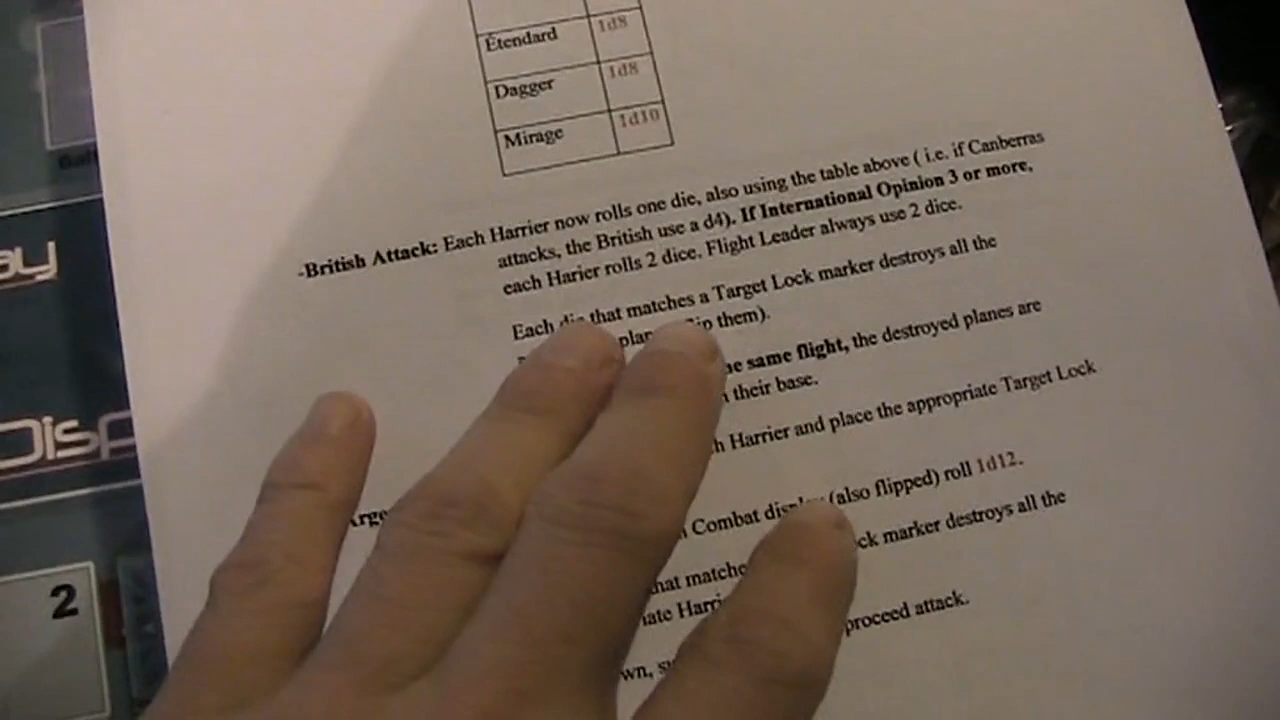 Étendard 1d8
Dagger 1d8
Mirage 1d10
-British Attack: Each Harrier now rolls one die, also using the table above ( i.e. if Canberras
attacks, the British use a d4). If International Opinion 3 or more,
each Harier rolls 2 dice. Flight Leader always use 2 dice.
Each that matches a Target Lock marker destroys all the
them).
same flight, the destroyed planes are
their base.
Harrier and place the appropriate Target Lock
Combat (also flipped) roll 1d12.
marker destroys all the
proceed attack.
ay
Disp
2